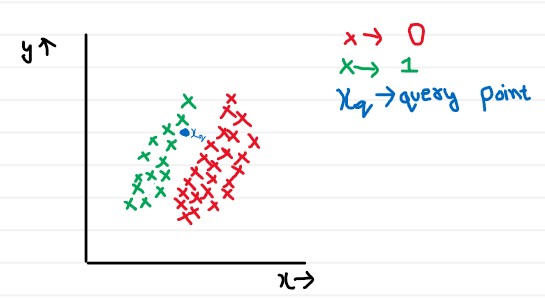 y↑
x → 0
x → 1
xq → query point
xq
x→